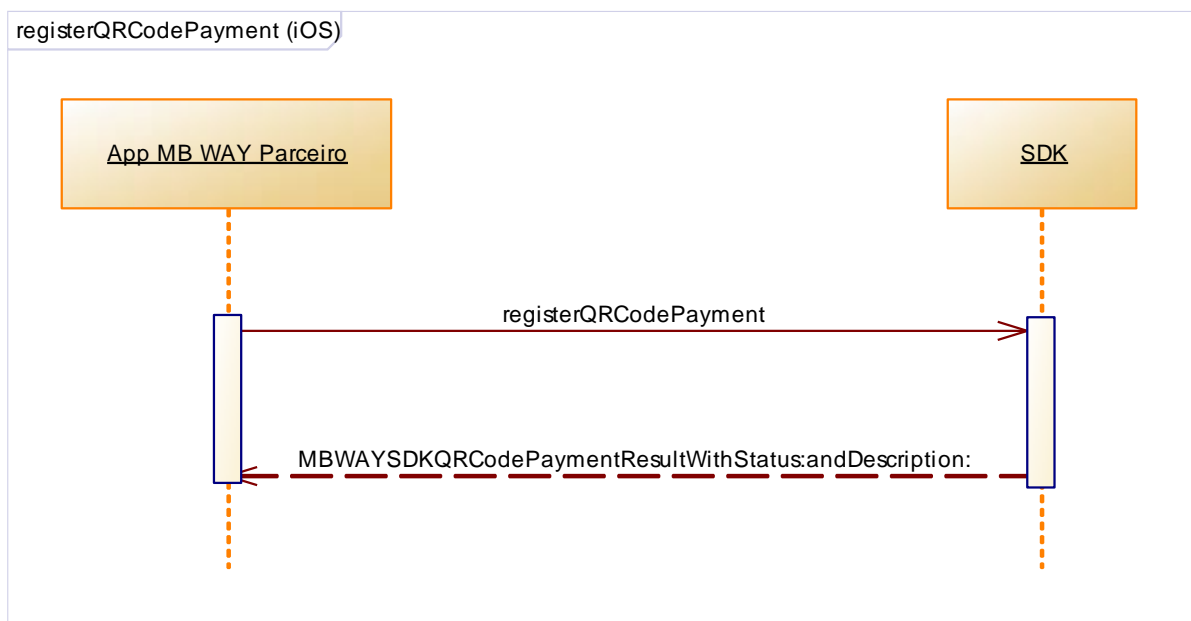 registerQRCodePayment (iOS)
App MB WAY Parceiro
SDK
registerQRCodePayment
MBWAYSDKQRCodePaymentResultWithStatus:andDescription: